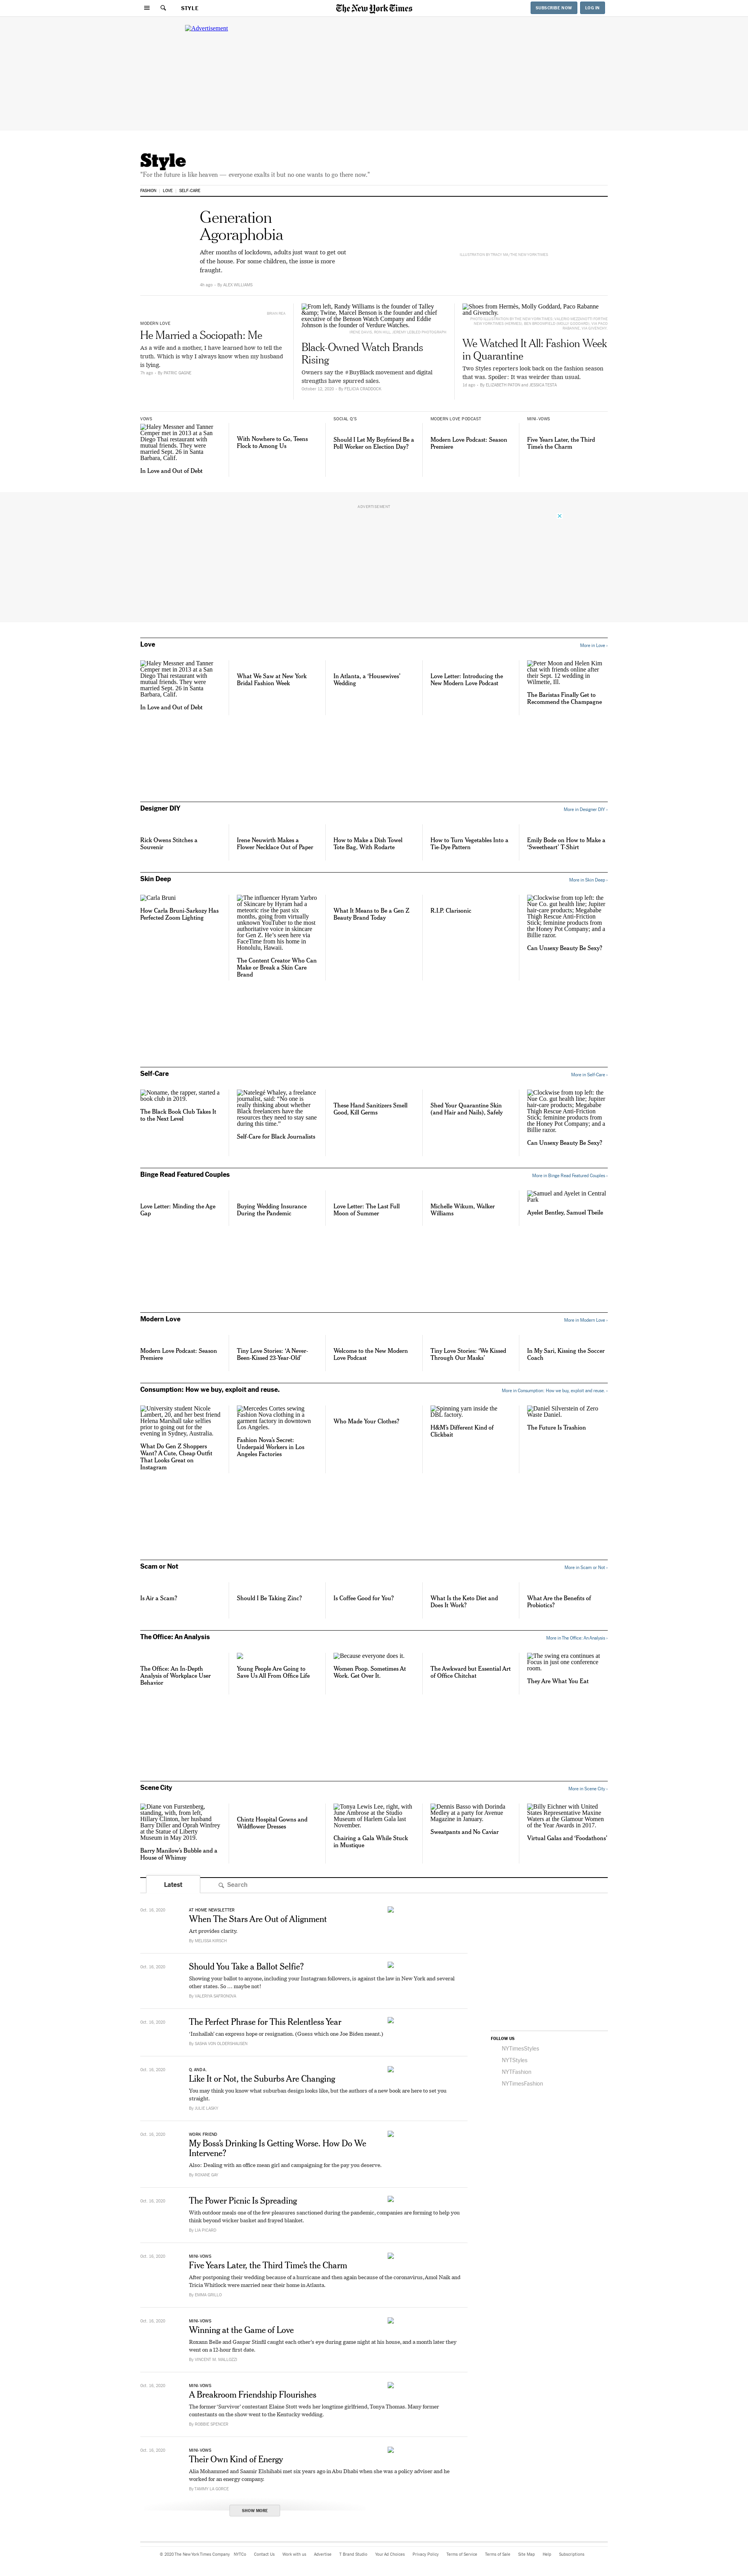 STYLE
The New York Times
SUBSCRIBE NOW
LOG IN
Advertisement
Style
"For the future is like heaven — everyone exalts it but no one wants to go there now."
FASHION
LOVE
SELF-CARE
Generation
Agoraphobia
After months of lockdown, adults just want to get out
of the house. For some children, the issue is more
fraught.
4h ago
By ALEX WILLIAMS
ILLUSTRATION BY TRACY MA / THE NEW YORK TIMES
BRIAN REA
MODERN LOVE
He Married a Sociopath: Me
As a wife and a mother, I have learned how to tell the
truth. Which is why I always know when my husband
is lying.
7h ago
By PATRIC GAGNE
From left, Randy Williams is the founder of Talley
&amp; Twine, Marcel Benson is the founder and chief
executive of the Benson Watch Company and Eddie
Johnson is the founder of Verdure Watches.
Black-Owned Watch Brands
Rising
Owners say the #BuyBlack movement and digital
marketplaces have spurred sales.
October 12, 2020
By FELICIA CRADDOCK
Shoes from Hermès, Molly Goddard, Paco Rabanne
and Givenchy.
We Watched It All: Fashion Week
in Quarantine
Two Styles reporters look back on the fashion season
that was. Spoiler: It was weirder than usual.
1d ago
By ELIZABETH PATON and JESSICA TESTA
VOWS
Haley Messner and Tanner
Cemper met in 2013 at a San
Diego Thai restaurant with
mutual friends. They were
married Sept. 26 in Santa
Barbara, Calif.
In Love and Out of Debt
With Nowhere to Go, Teens
Flock to Among Us
SOCIAL Q'S
Should I Let My Boyfriend Be a
Poll Worker on Election Day?
MODERN LOVE PODCAST
Modern Love Podcast: Season
Premiere
MINI-VOWS
Five Years Later, the Third
Time's the Charm
ADVERTISEMENT
Love
More in Love ›
Haley Messner and Tanner
Cemper met in 2013 at a San
Diego Thai restaurant with
mutual friends. They were
married Sept. 26 in Santa
Barbara, Calif.
In Love and Out of Debt
What We Saw at New York
Bridal Fashion Week
In Atlanta, a 'Housewives'
Wedding
Love Letter: Introducing the
New Modern Love Podcast
Peter Moon and Helen Kim
chat with friends online after
their Sept. 12 wedding in
Wilmette, Ill.
The Baristas Finally Get to
Recommend the Champagne
Designer DIY
More in Designer DIY ›
Rick Owens Stitches a
Souvenir
Irene Neuwirth Makes a
Flower Necklace Out of Paper
How to Make a Dish Towel
Tote Bag, With Rodarte
How to Turn Vegetables Into a
Tie-Dye Pattern
Emily Bode on How to Make a
'Sweetheart' T-Shirt
Skin Deep
More in Skin Deep ›
Carla Bruni
How Carla Bruni-Sarkozy Has
Perfected Zoom Lighting
The influencer Hyram Yarbro
of Skincare by Hyram had a
meteoric rise the past six
months, going from virtually
unknown YouTuber to the most
authoritative voice in skincare
for Gen Z. He's seen here via
FaceTime from his home in
Honolulu, Hawaii.
The Content Creator Who Can
Make or Break a Skin Care
Brand
What It Means to Be a Gen Z
Beauty Brand Today
R.I.P. Clarisonic
Clockwise from top left: the
Nue Co. gut health line; Jupiter
hair-care products; Megababe
Thigh Rescue Anti-Friction
Stick; feminine products from
the Honey Pot Company; and a
Billie razor.
Can Unsexy Beauty Be Sexy?
Self-Care
More in Self-Care ›
Noname, the rapper, started a
book club in 2019.
The Black Book Club Takes It
to the Next Level
Natelegé Whaley, a freelance
journalist, said: "No one is
really thinking about whether
Black freelancers have the
resources they need to stay sane
during this time."
Self-Care for Black Journalists
These Hand Sanitizers Smell
Good, Kill Germs
Shed Your Quarantine Skin
(and Hair and Nails), Safely
Clockwise from top left: the
Nue Co. gut health line; Jupiter
hair-care products; Megababe
Thigh Rescue Anti-Friction
Stick; feminine products from
the Honey Pot Company; and a
Billie razor.
Can Unsexy Beauty Be Sexy?
Binge Read Featured Couples
More in Binge Read Featured Couples ›
Love Letter: Minding the Age
Gap
Buying Wedding Insurance
During the Pandemic
Love Letter: The Last Full
Moon of Summer
Michelle Wikum, Walker
Williams
Samuel and Ayelet in Central
Park
Ayelet Bentley, Samuel Tbeile
Modern Love
More in Modern Love ›
Modern Love Podcast: Season
Premiere
Tiny Love Stories: 'A Never-
Been-Kissed 23-Year-Old'
Welcome to the New Modern
Love Podcast
Tiny Love Stories: 'We Kissed
Through Our Masks'
In My Sari, Kissing the Soccer
Coach
Consumption: How we buy, exploit and reuse.
More in Consumption: How we buy, exploit and reuse. ›
University student Nicole
Lambert, 20, and her best friend
Helena Marshall take selfies
prior to going out for the
evening in Sydney, Australia.
What Do Gen Z Shoppers
Want? A Cute, Cheap Outfit
That Looks Great on
Instagram
Mercedes Cortes sewing
Fashion Nova clothing in a
garment factory in downtown
Los Angeles.
Fashion Nova's Secret:
Underpaid Workers in Los
Angeles Factories
Who Made Your Clothes?
Spinning yarn inside the
DBL factory.
H&M's Different Kind of
Clickbait
Daniel Silverstein of Zero
Waste Daniel.
The Future Is Trashion
Scam or Not
More in Scam or Not ›
Is Air a Scam?
Should I Be Taking Zinc?
Is Coffee Good for You?
What Is the Keto Diet and
Does It Work?
What Are the Benefits of
Probiotics?
The Office: An Analysis
More in The Office: An Analysis ›
The Office: An In-Depth
Analysis of Workplace User
Behavior
Young People Are Going to
Save Us All From Office Life
Because everyone does it.
Women Poop. Sometimes At
Work. Get Over It.
The Awkward but Essential Art
of Office Chitchat
The swing era continues at
Focus in just one conference
room.
They Are What You Eat
Scene City
More in Scene City ›
Diane von Furstenberg,
standing, with, from left,
Hillary Clinton, her husband
Barry Diller and Oprah Winfrey
at the Statue of Liberty
Museum in May 2019.
Barry Manilow's Bubble and a
House of Whimsy
Chintz Hospital Gowns and
Wildflower Dresses
Tonya Lewis Lee, right, with
June Ambrose at the Studio
Museum of Harlem Gala last
November.
Chairing a Gala While Stuck
in Mustique
Dennis Basso with Dorinda
Medley at a party for Avenue
Magazine in January.
Sweatpants and No Caviar
Billy Eichner with United
States Representative Maxine
Waters at the Glamour Women
of the Year Awards in 2017.
Virtual Galas and 'Foodathons'
Latest
Search
Oct. 16, 2020
AT HOME NEWSLETTER
When The Stars Are Out of Alignment
Art provides clarity.
By MELISSA KIRSCH
Oct. 16, 2020
Should You Take a Ballot Selfie?
Showing your ballot to anyone, including your Instagram followers, is against the law in New York and several
other states. So … maybe not!
By VALERIYA SAFRONOVA
Oct. 16, 2020
The Perfect Phrase for This Relentless Year
'Inshallah' can express hope or resignation. (Guess which one Joe Biden meant.)
By SASHA VON OLDERSHAUSEN
Oct. 16, 2020
Q. AND A.
Like It or Not, the Suburbs Are Changing
You may think you know what suburban design looks like, but the authors of a new book are here to set you
straight.
By JULIE LASKY
Oct. 16, 2020
WORK FRIEND
My Boss's Drinking Is Getting Worse. How Do We
Intervene?
Also: Dealing with an office mean girl and campaigning for the pay you deserve.
By ROXANE GAY
Oct. 16, 2020
The Power Picnic Is Spreading
With outdoor meals one of the few pleasures sanctioned during the pandemic, companies are forming to help you
think beyond wicker basket and frayed blanket.
By LIA PICARD
Oct. 16, 2020
MINI-VOWS
Five Years Later, the Third Time's the Charm
After postponing their wedding because of a hurricane and then again because of the coronavirus, Amol Naik and
Tricia Whitlock were married near their home in Atlanta.
By EMMA GRILLO
Oct. 16, 2020
MINI-VOWS
Winning at the Game of Love
Roxann Belle and Gaspar Stinfil caught each other's eye during game night at his house, and a month later they
went on a 12-hour first date.
By VINCENT M. MALLOZZI
Oct. 16, 2020
MINI-VOWS
A Breakroom Friendship Flourishes
The former 'Survivor' contestant Elaine Stott weds her longtime girlfriend, Tonya Thomas. Many former
contestants on the show went to the Kentucky wedding.
By ROBBIE SPENCER
Oct. 16, 2020
MINI-VOWS
Their Own Kind of Energy
Alia Mohammed and Saamir Elshihabi met six years ago in Abu Dhabi when she was a policy adviser and he
worked for an energy company.
By TAMMY LA GORCE
SHOW MORE
FOLLOW US
NYTimesStyles
NYTStyles
NYTFashion
NYTimesFashion
© 2020 The New York Times Company
NYTCo
Contact Us
Work with us
Advertise
T Brand Studio
Your Ad Choices
Privacy Policy
Terms of Service
Terms of Sale
Site Map
Help
Subscriptions